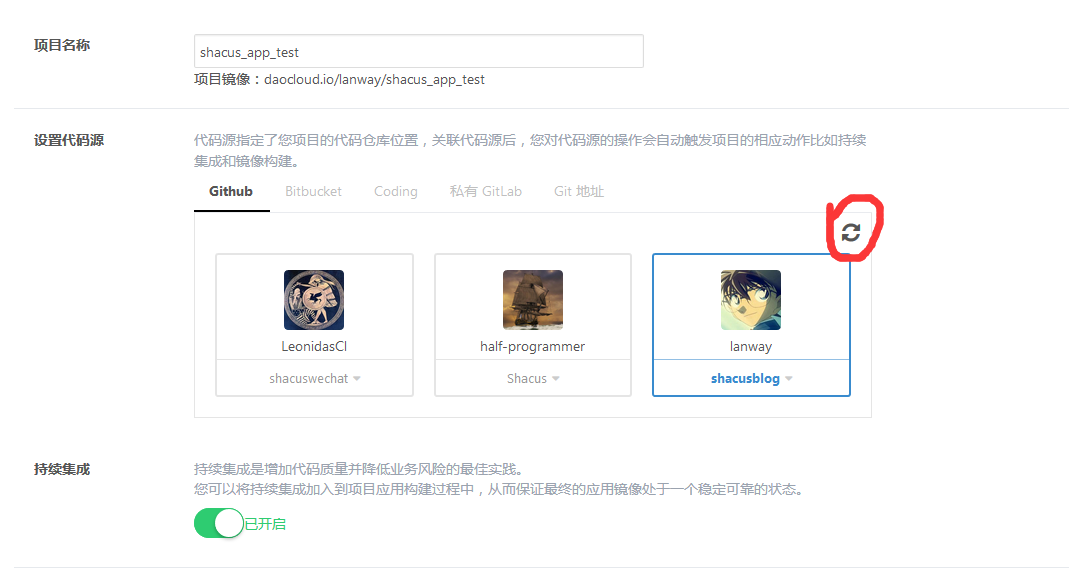 项目名称
shacus_app_test
项目镜像：daocloud.io/lanway/shacus_app_test
设置代码源
代码源指定了您项目的代码仓库位置，关联代码源后，您对代码源的操作会自动触发项目的相应动作比如持续
集成和镜像构建。
Github Bitbucket Coding 私有 GitLab Git 地址
LeonidasCl half-programmer lanway
shacuswechat Shacus shacusblog
持续集成
持续集成是增加代码质量并降低业务风险的最佳实践。
您可以将持续集成加入到项目应用构建过程中，从而保证最终的应用镜像处于一个稳定可靠的状态。
已开启